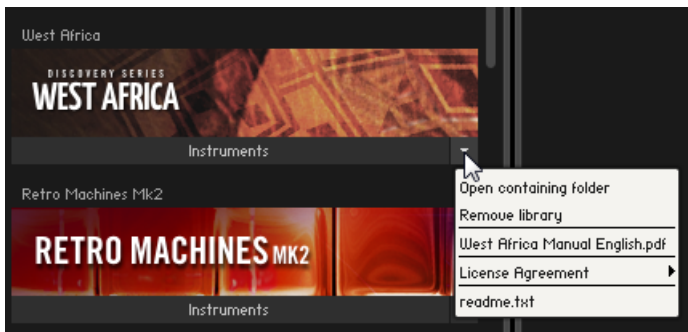 West Africa
DISCOVERY SERIES
WEST AFRICA
Instruments
Open containing folder
Remove library
West Africa Manual English.pdf
License Agreement
readme.txt
Retro Machines Mk2
RETRO MACHINES MK2
Instruments